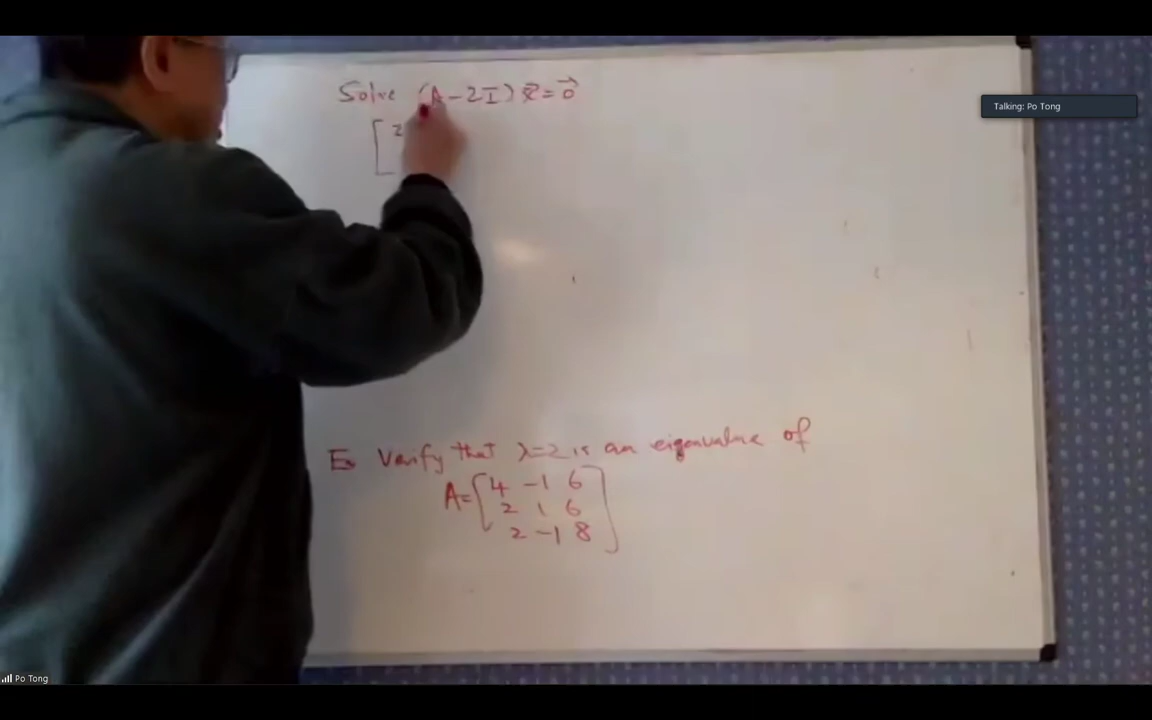 Solve (A-2I)x⃗=0⃗
[2
Talking: Po Tong
Ex Verify that λ=2 is an eigenvalue of
A=[4 -1 6
2 1 6
2 -1 8]
Po Tong